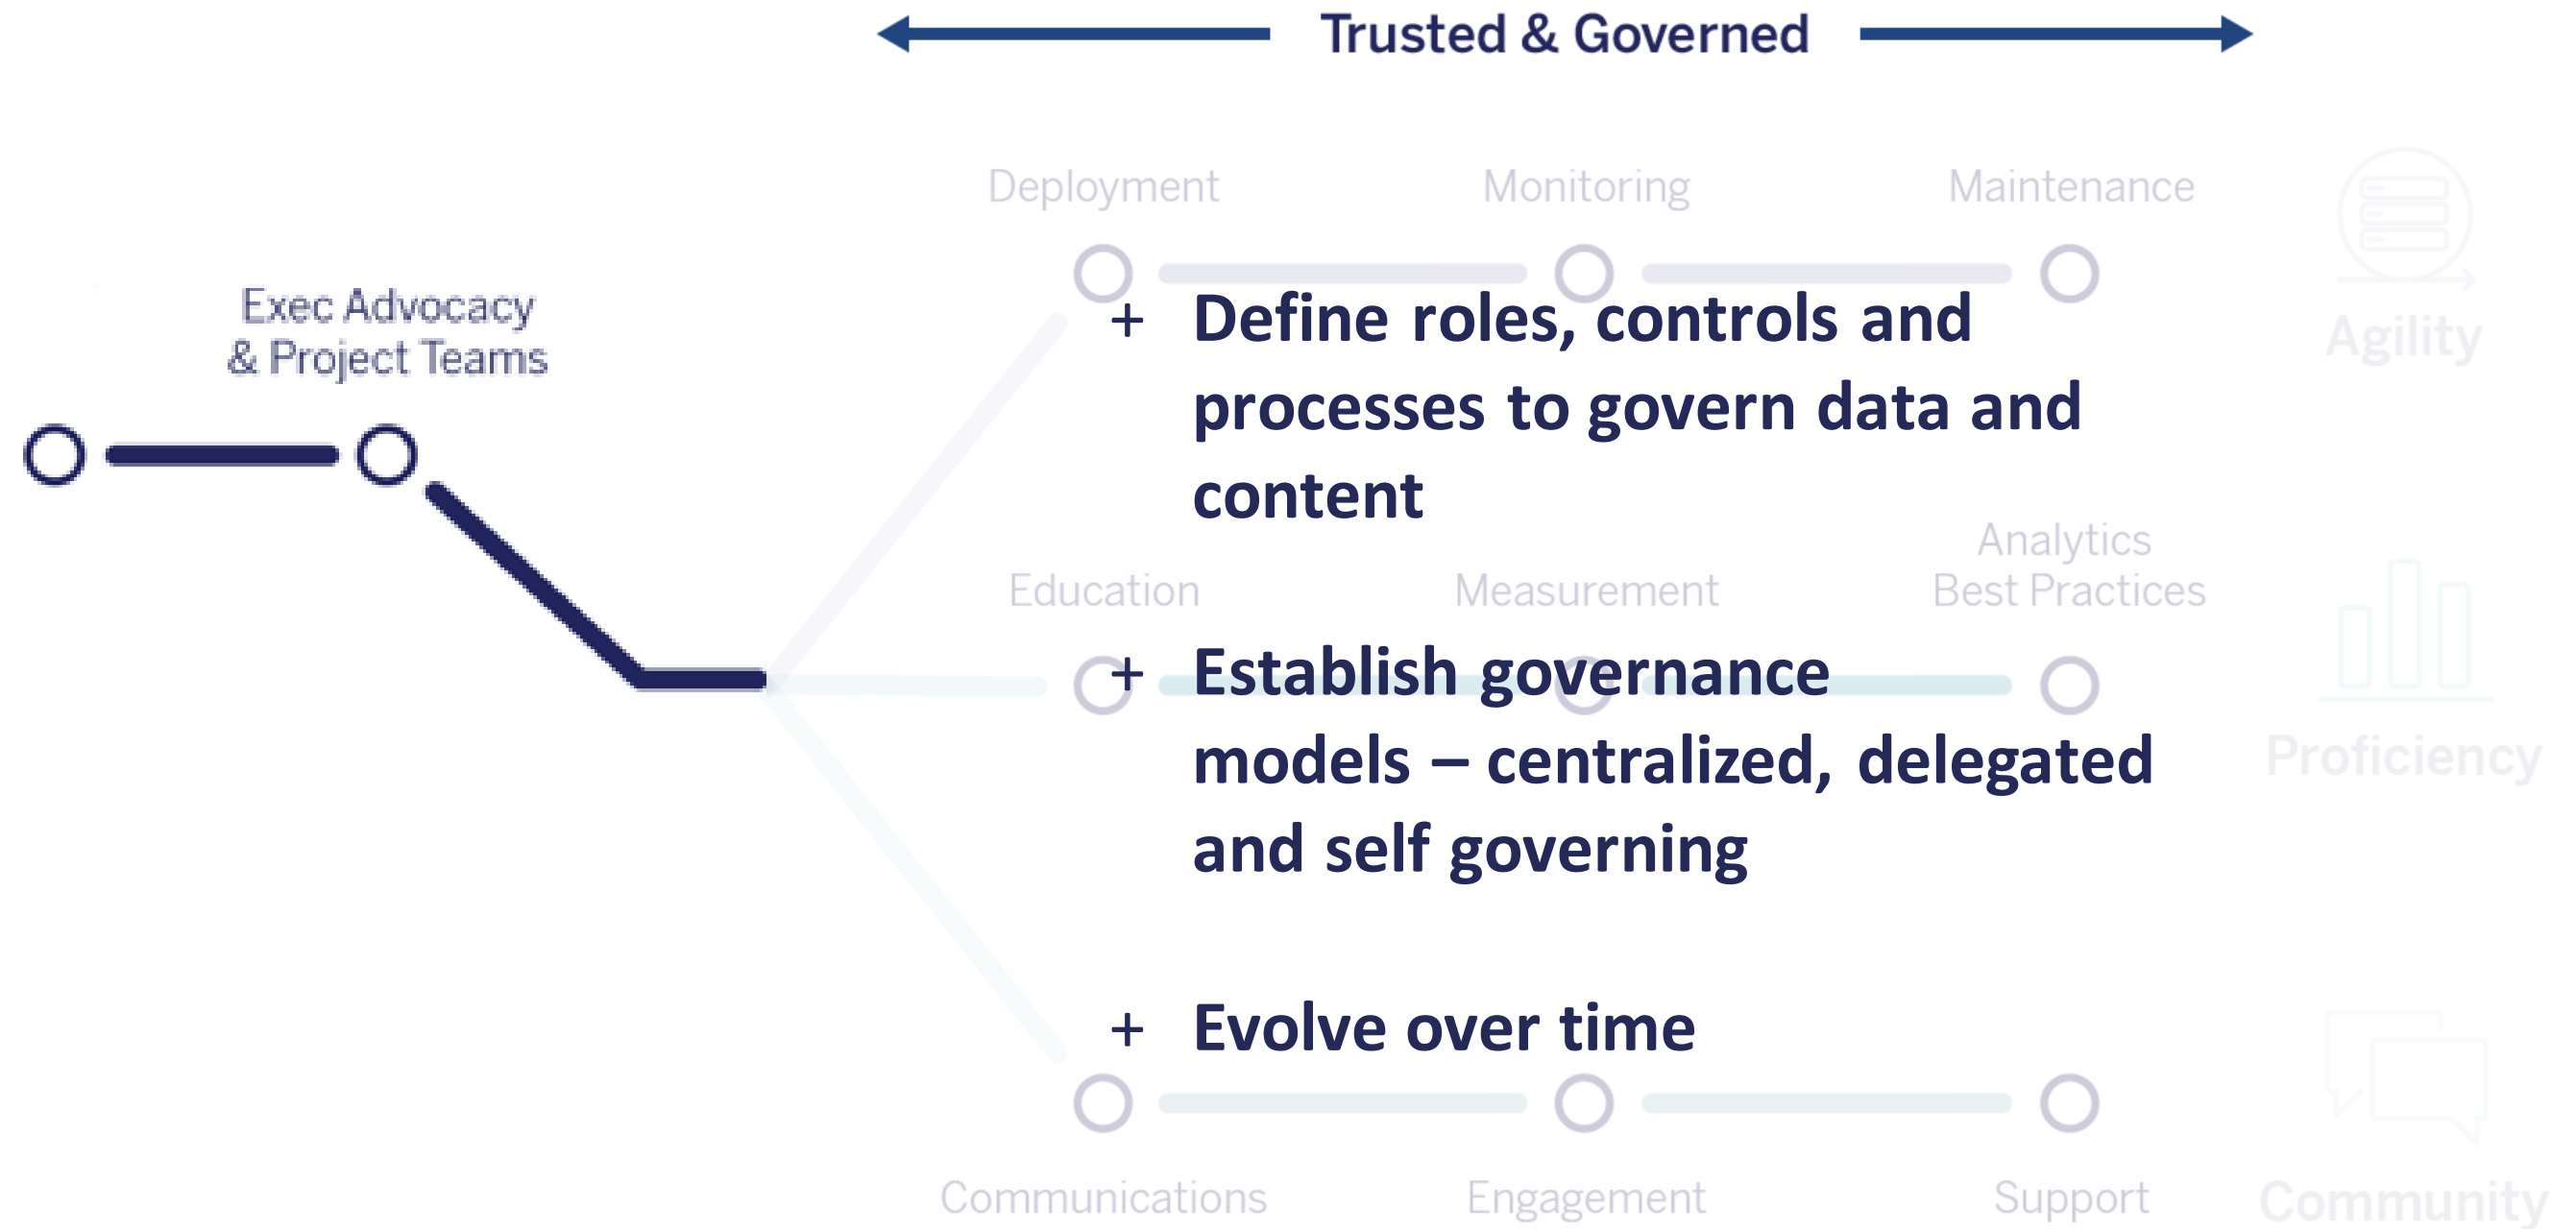 Trusted & Governed
Deployment
Monitoring
Maintenance
Exec Advocacy
& Project Teams
Agility
+ Define roles, controls and
processes to govern data and
content
Education
Measurement
Analytics
Best Practices
Proficiency
+ Establish governance
models – centralized, delegated
and self governing
+ Evolve over time
Communications
Engagement
Support
Community